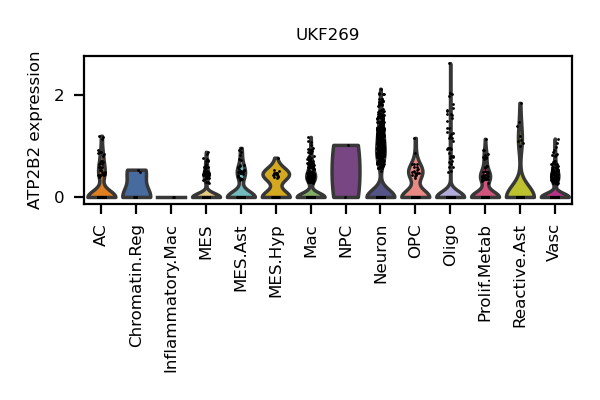 UKF269
ATP2B2 expression
2
0
AC
Chromatin.Reg
Inflammatory.Mac
MES
MES.Ast
MES.Hyp
Mac
NPC
Neuron
OPC
Oligo
Prolif.Metab
Reactive.Ast
Vasc